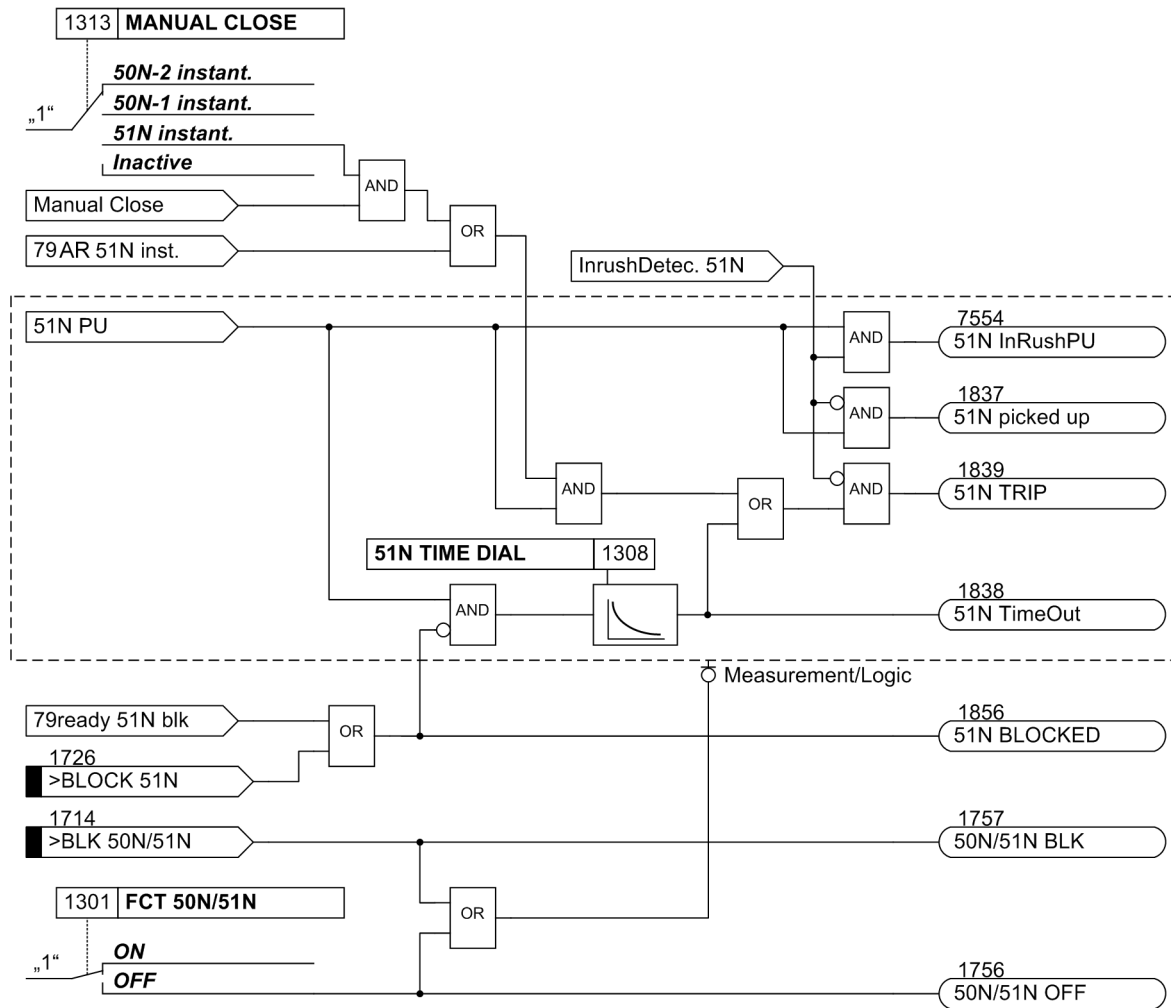 1313 MANUAL CLOSE
50N-2 instant.
„1“
50N-1 instant.
51N instant.
Inactive
AND
Manual Close
OR
79AR 51N inst.
InrushDetec. 51N
51N PU
AND
7554
51N InRushPU
AND
1837
51N picked up
AND
OR
AND
1839
51N TRIP
51N TIME DIAL 1308
AND
1838
51N TimeOut
Measurement/Logic
79ready 51N blk
OR
1856
51N BLOCKED
1726
>BLOCK 51N
1714
>BLK 50N/51N
1757
50N/51N BLK
1301 FCT 50N/51N
OR
„1“
ON
OFF
1756
50N/51N OFF